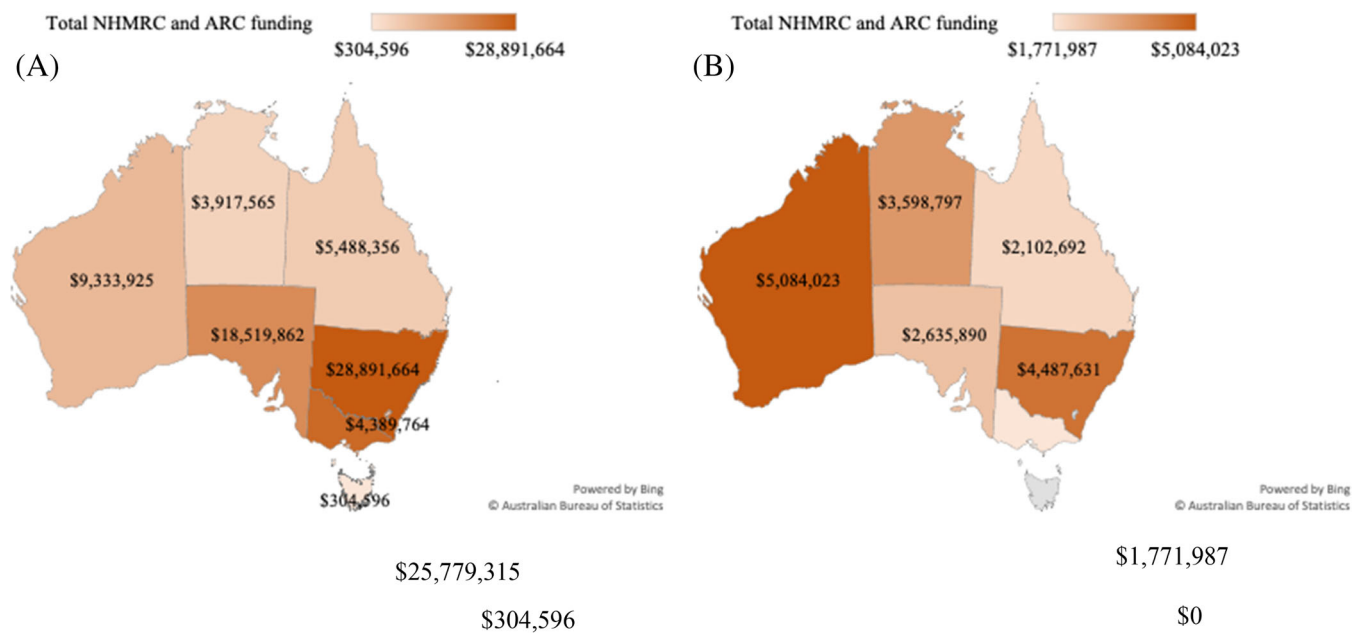 Total NHMRC and ARC funding
$304,596 $28,891,664
(A)
$3,917,565
$5,488,356
$9,333,925
$18,519,862
$28,891,664
$4,389,764
$304,596
Powered by Bing
© Australian Bureau of Statistics
$25,779,315
$304,596
Total NHMRC and ARC funding
$1,771,987 $5,084,023
(B)
$3,598,797
$2,102,692
$5,084,023
$2,635,890
$4,487,631
Powered by Bing
© Australian Bureau of Statistics
$1,771,987
$0